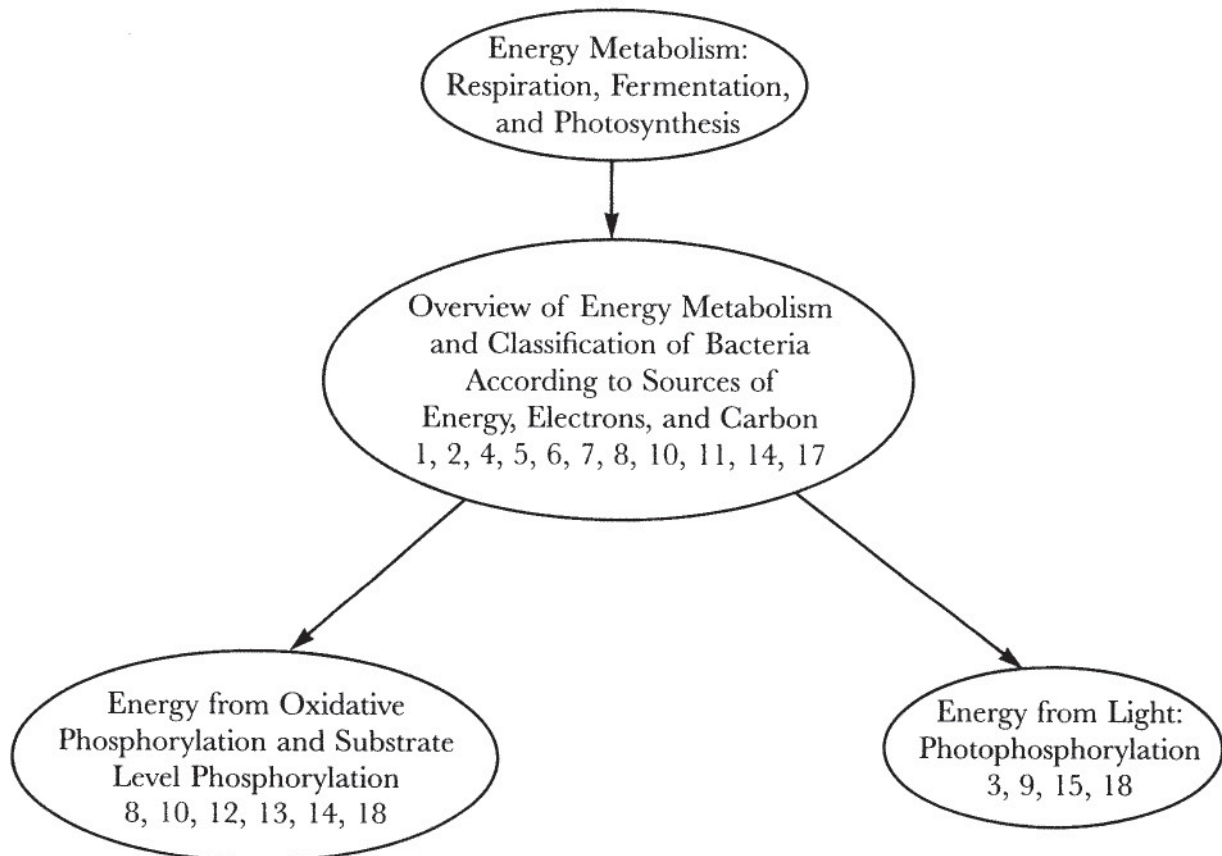 Energy Metabolism:
Respiration, Fermentation,
and Photosynthesis
Overview of Energy Metabolism
and Classification of Bacteria
According to Sources of
Energy, Electrons, and Carbon
1, 2, 4, 5, 6, 7, 8, 10, 11, 14, 17
Energy from Oxidative
Phosphorylation and Substrate
Level Phosphorylation
8, 10, 12, 13, 14, 18
Energy from Light:
Photophosphorylation
3, 9, 15, 18